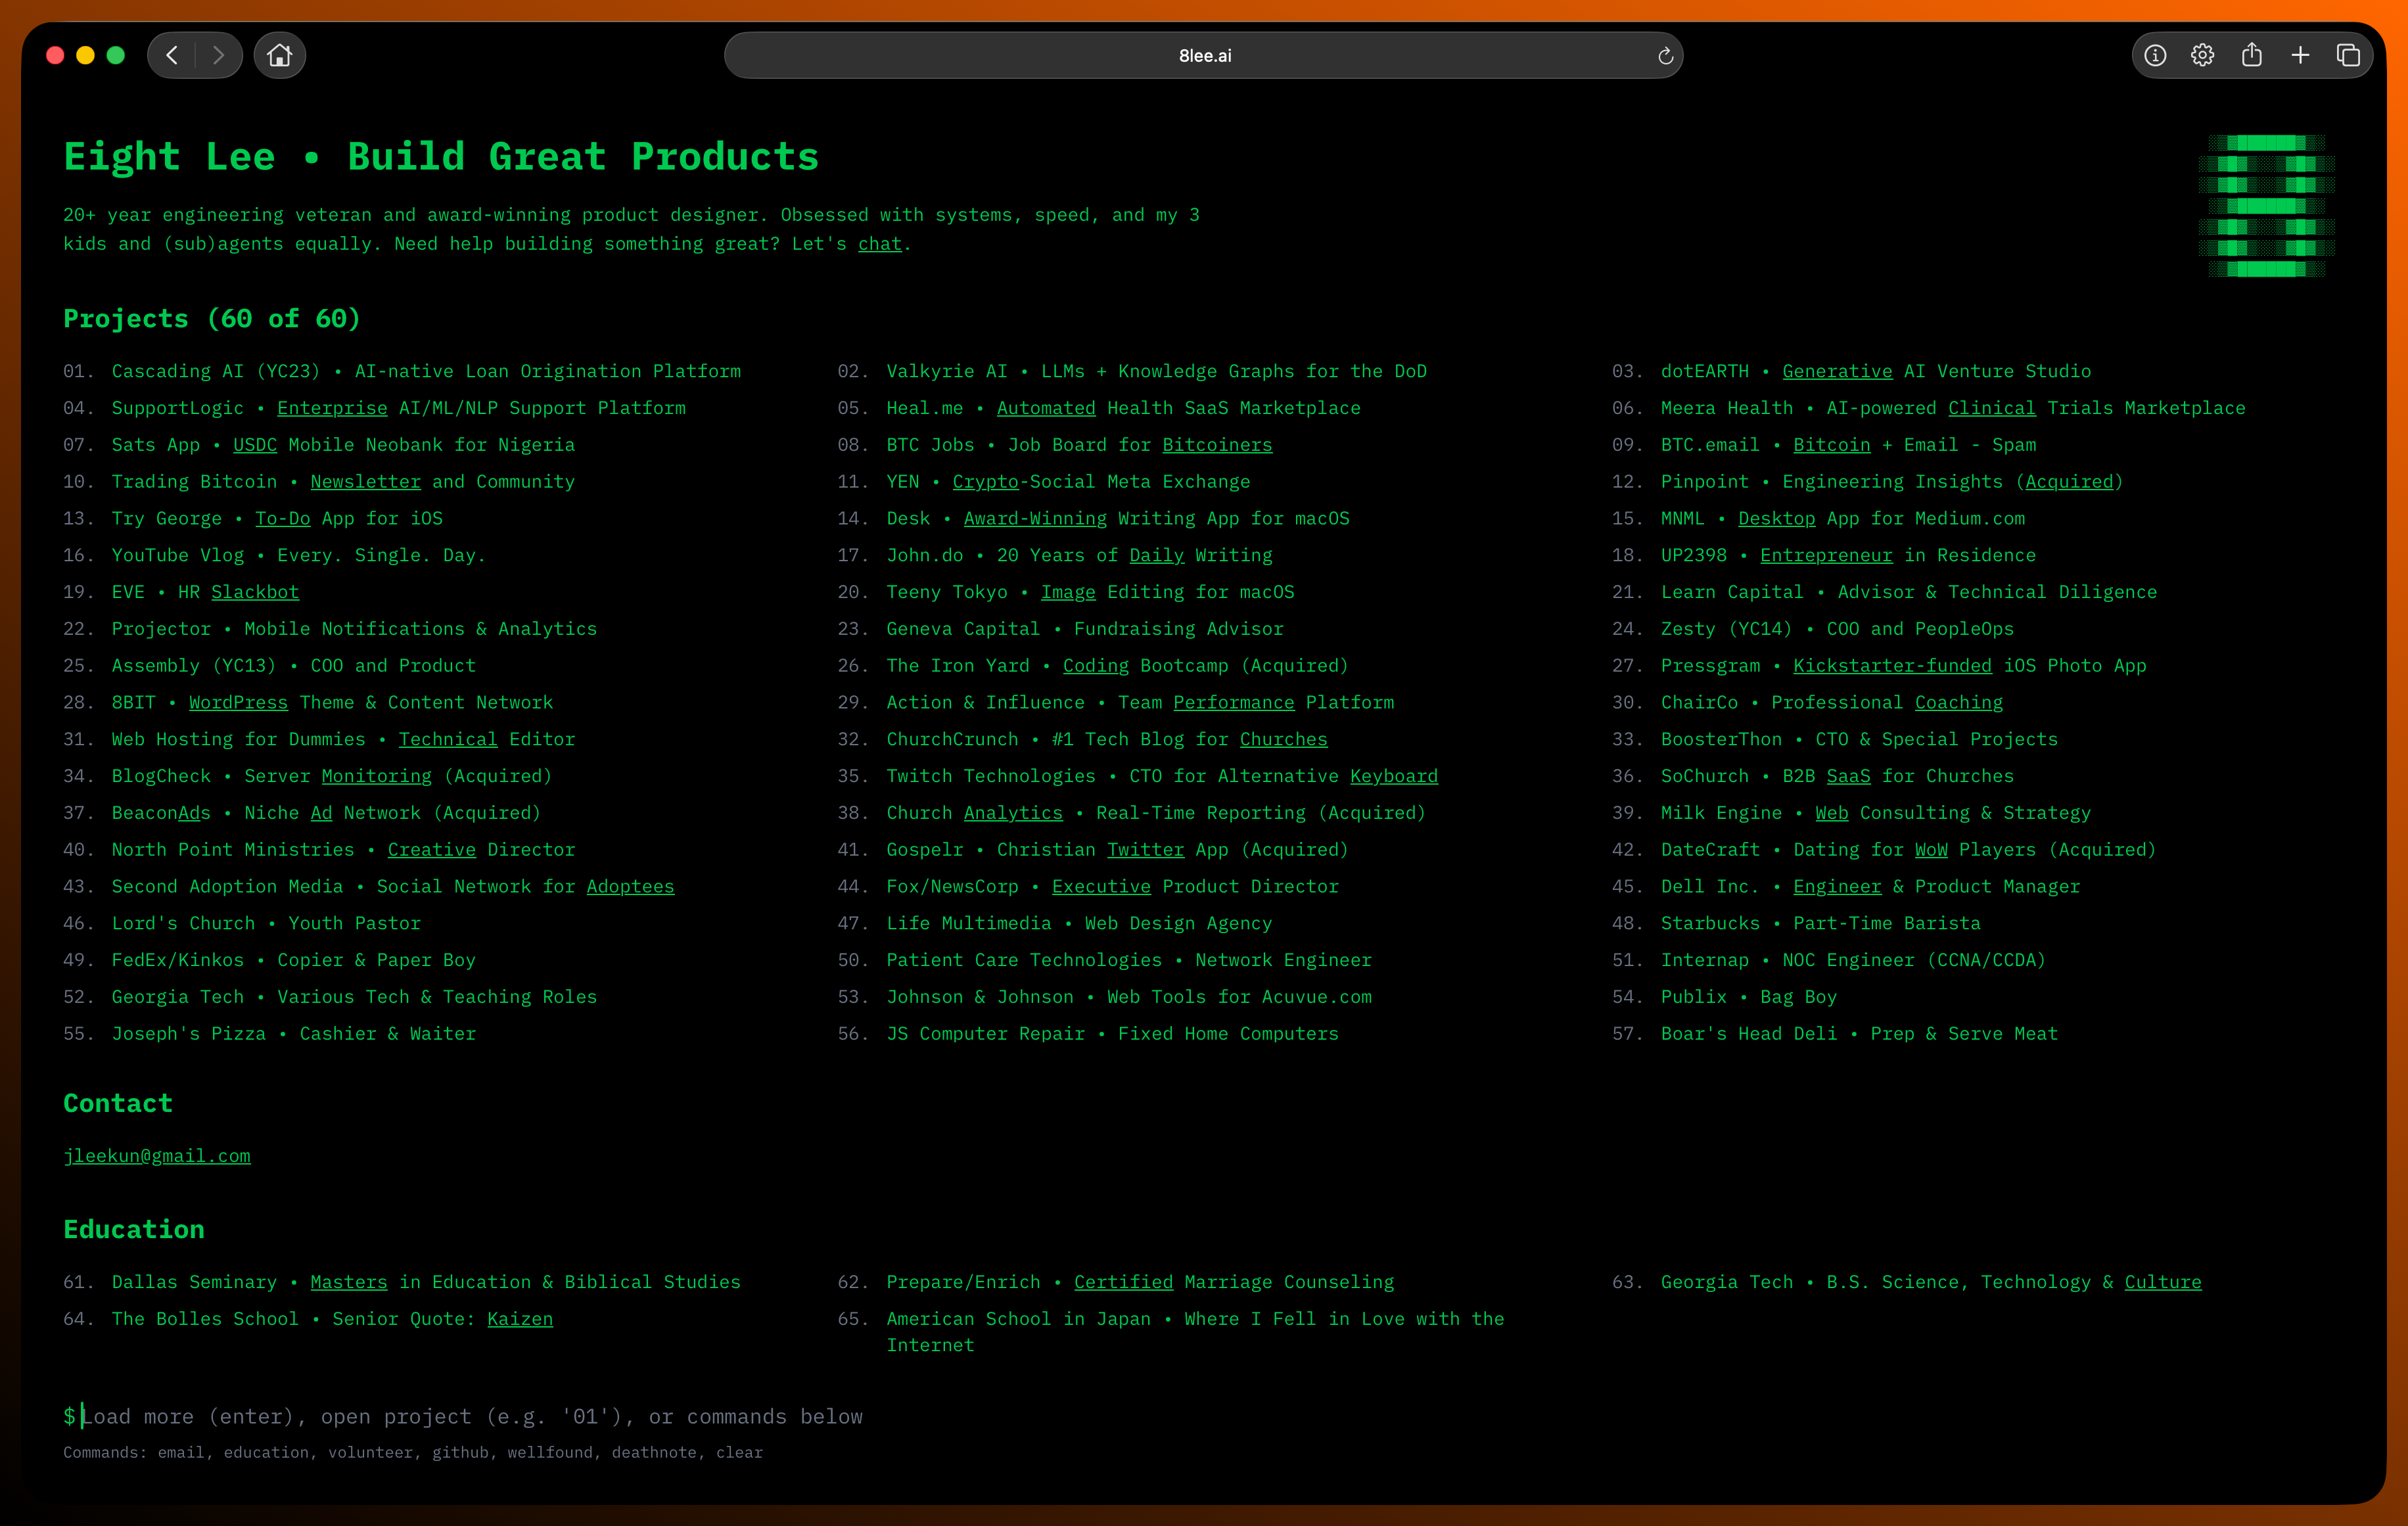 8lee.ai
Eight Lee • Build Great Products
20+ year engineering veteran and award-winning product designer. Obsessed with systems, speed, and my 3
kids and (sub)agents equally. Need help building something great? Let's chat.
Projects (60 of 60)
01. Cascading AI (YC23) • AI-native Loan Origination Platform
02. Valkyrie AI • LLMs + Knowledge Graphs for the DoD
03. dotEARTH • Generative AI Venture Studio
04. SupportLogic • Enterprise AI/ML/NLP Support Platform
05. Heal.me • Automated Health SaaS Marketplace
06. Meera Health • AI-powered Clinical Trials Marketplace
07. Sats App • USDC Mobile Neobank for Nigeria
08. BTC Jobs • Job Board for Bitcoiners
09. BTC.email • Bitcoin + Email - Spam
10. Trading Bitcoin • Newsletter and Community
11. YEN • Crypto-Social Meta Exchange
12. Pinpoint • Engineering Insights (Acquired)
13. Try George • To-Do App for iOS
14. Desk • Award-Winning Writing App for macOS
15. MNML • Desktop App for Medium.com
16. YouTube Vlog • Every. Single. Day.
17. John.do • 20 Years of Daily Writing
18. UP2398 • Entrepreneur in Residence
19. EVE • HR Slackbot
20. Teeny Tokyo • Image Editing for macOS
21. Learn Capital • Advisor & Technical Diligence
22. Projector • Mobile Notifications & Analytics
23. Geneva Capital • Fundraising Advisor
24. Zesty (YC14) • COO and PeopleOps
25. Assembly (YC13) • COO and Product
26. The Iron Yard • Coding Bootcamp (Acquired)
27. Pressgram • Kickstarter-funded iOS Photo App
28. 8BIT • WordPress Theme & Content Network
29. Action & Influence • Team Performance Platform
30. ChairCo • Professional Coaching
31. Web Hosting for Dummies • Technical Editor
32. ChurchCrunch • #1 Tech Blog for Churches
33. BoosterThon • CTO & Special Projects
34. BlogCheck • Server Monitoring (Acquired)
35. Twitch Technologies • CTO for Alternative Keyboard
36. SoChurch • B2B SaaS for Churches
37. BeaconAds • Niche Ad Network (Acquired)
38. Church Analytics • Real-Time Reporting (Acquired)
39. Milk Engine • Web Consulting & Strategy
40. North Point Ministries • Creative Director
41. Gospelr • Christian Twitter App (Acquired)
42. DateCraft • Dating for WoW Players (Acquired)
43. Second Adoption Media • Social Network for Adoptees
44. Fox/NewsCorp • Executive Product Director
45. Dell Inc. • Engineer & Product Manager
46. Lord's Church • Youth Pastor
47. Life Multimedia • Web Design Agency
48. Starbucks • Part-Time Barista
49. FedEx/Kinkos • Copier & Paper Boy
50. Patient Care Technologies • Network Engineer
51. Internap • NOC Engineer (CCNA/CCDA)
52. Georgia Tech • Various Tech & Teaching Roles
53. Johnson & Johnson • Web Tools for Acuvue.com
54. Publix • Bag Boy
55. Joseph's Pizza • Cashier & Waiter
56. JS Computer Repair • Fixed Home Computers
57. Boar's Head Deli • Prep & Serve Meat
Contact
jleekun@gmail.com
Education
61. Dallas Seminary • Masters in Education & Biblical Studies
62. Prepare/Enrich • Certified Marriage Counseling
63. Georgia Tech • B.S. Science, Technology & Culture
64. The Bolles School • Senior Quote: Kaizen
65. American School in Japan • Where I Fell in Love with the
Internet
$ Load more (enter), open project (e.g. '01'), or commands below
Commands: email, education, volunteer, github, wellfound, deathnote, clear